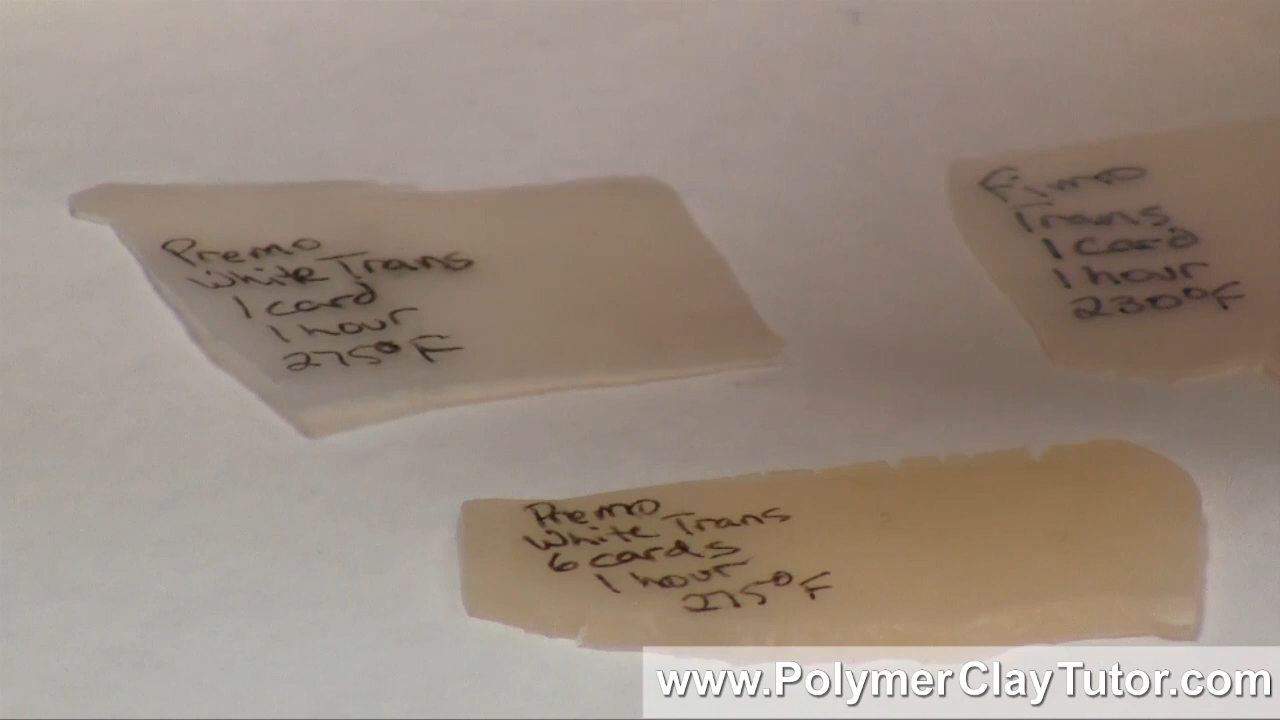 Premo
White Trans
1 card
1 hour
275°F
Fimo
Trans
1 card
1 hour
230°F
Premo
White Trans
6 cards
1 hour
275°F
www.PolymerClayTutor.com